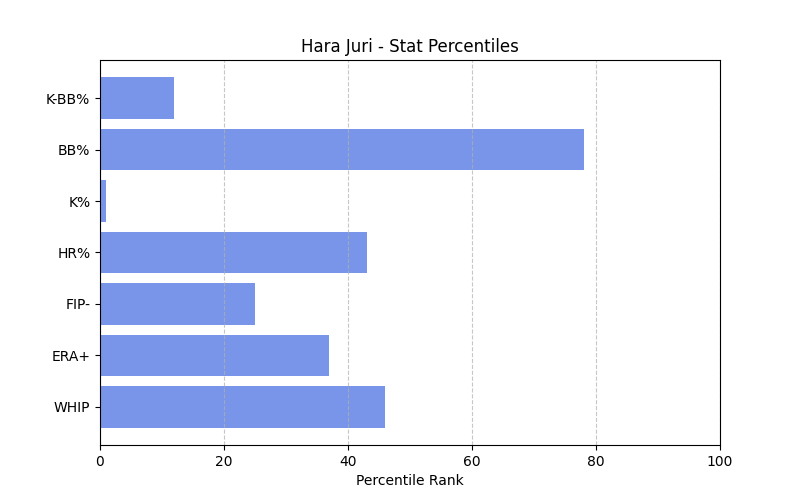 Hara Juri - Stat Percentiles
K-BB%
BB%
K%
HR%
FIP-
ERA+
WHIP
0 20 40 60 80 100
Percentile Rank